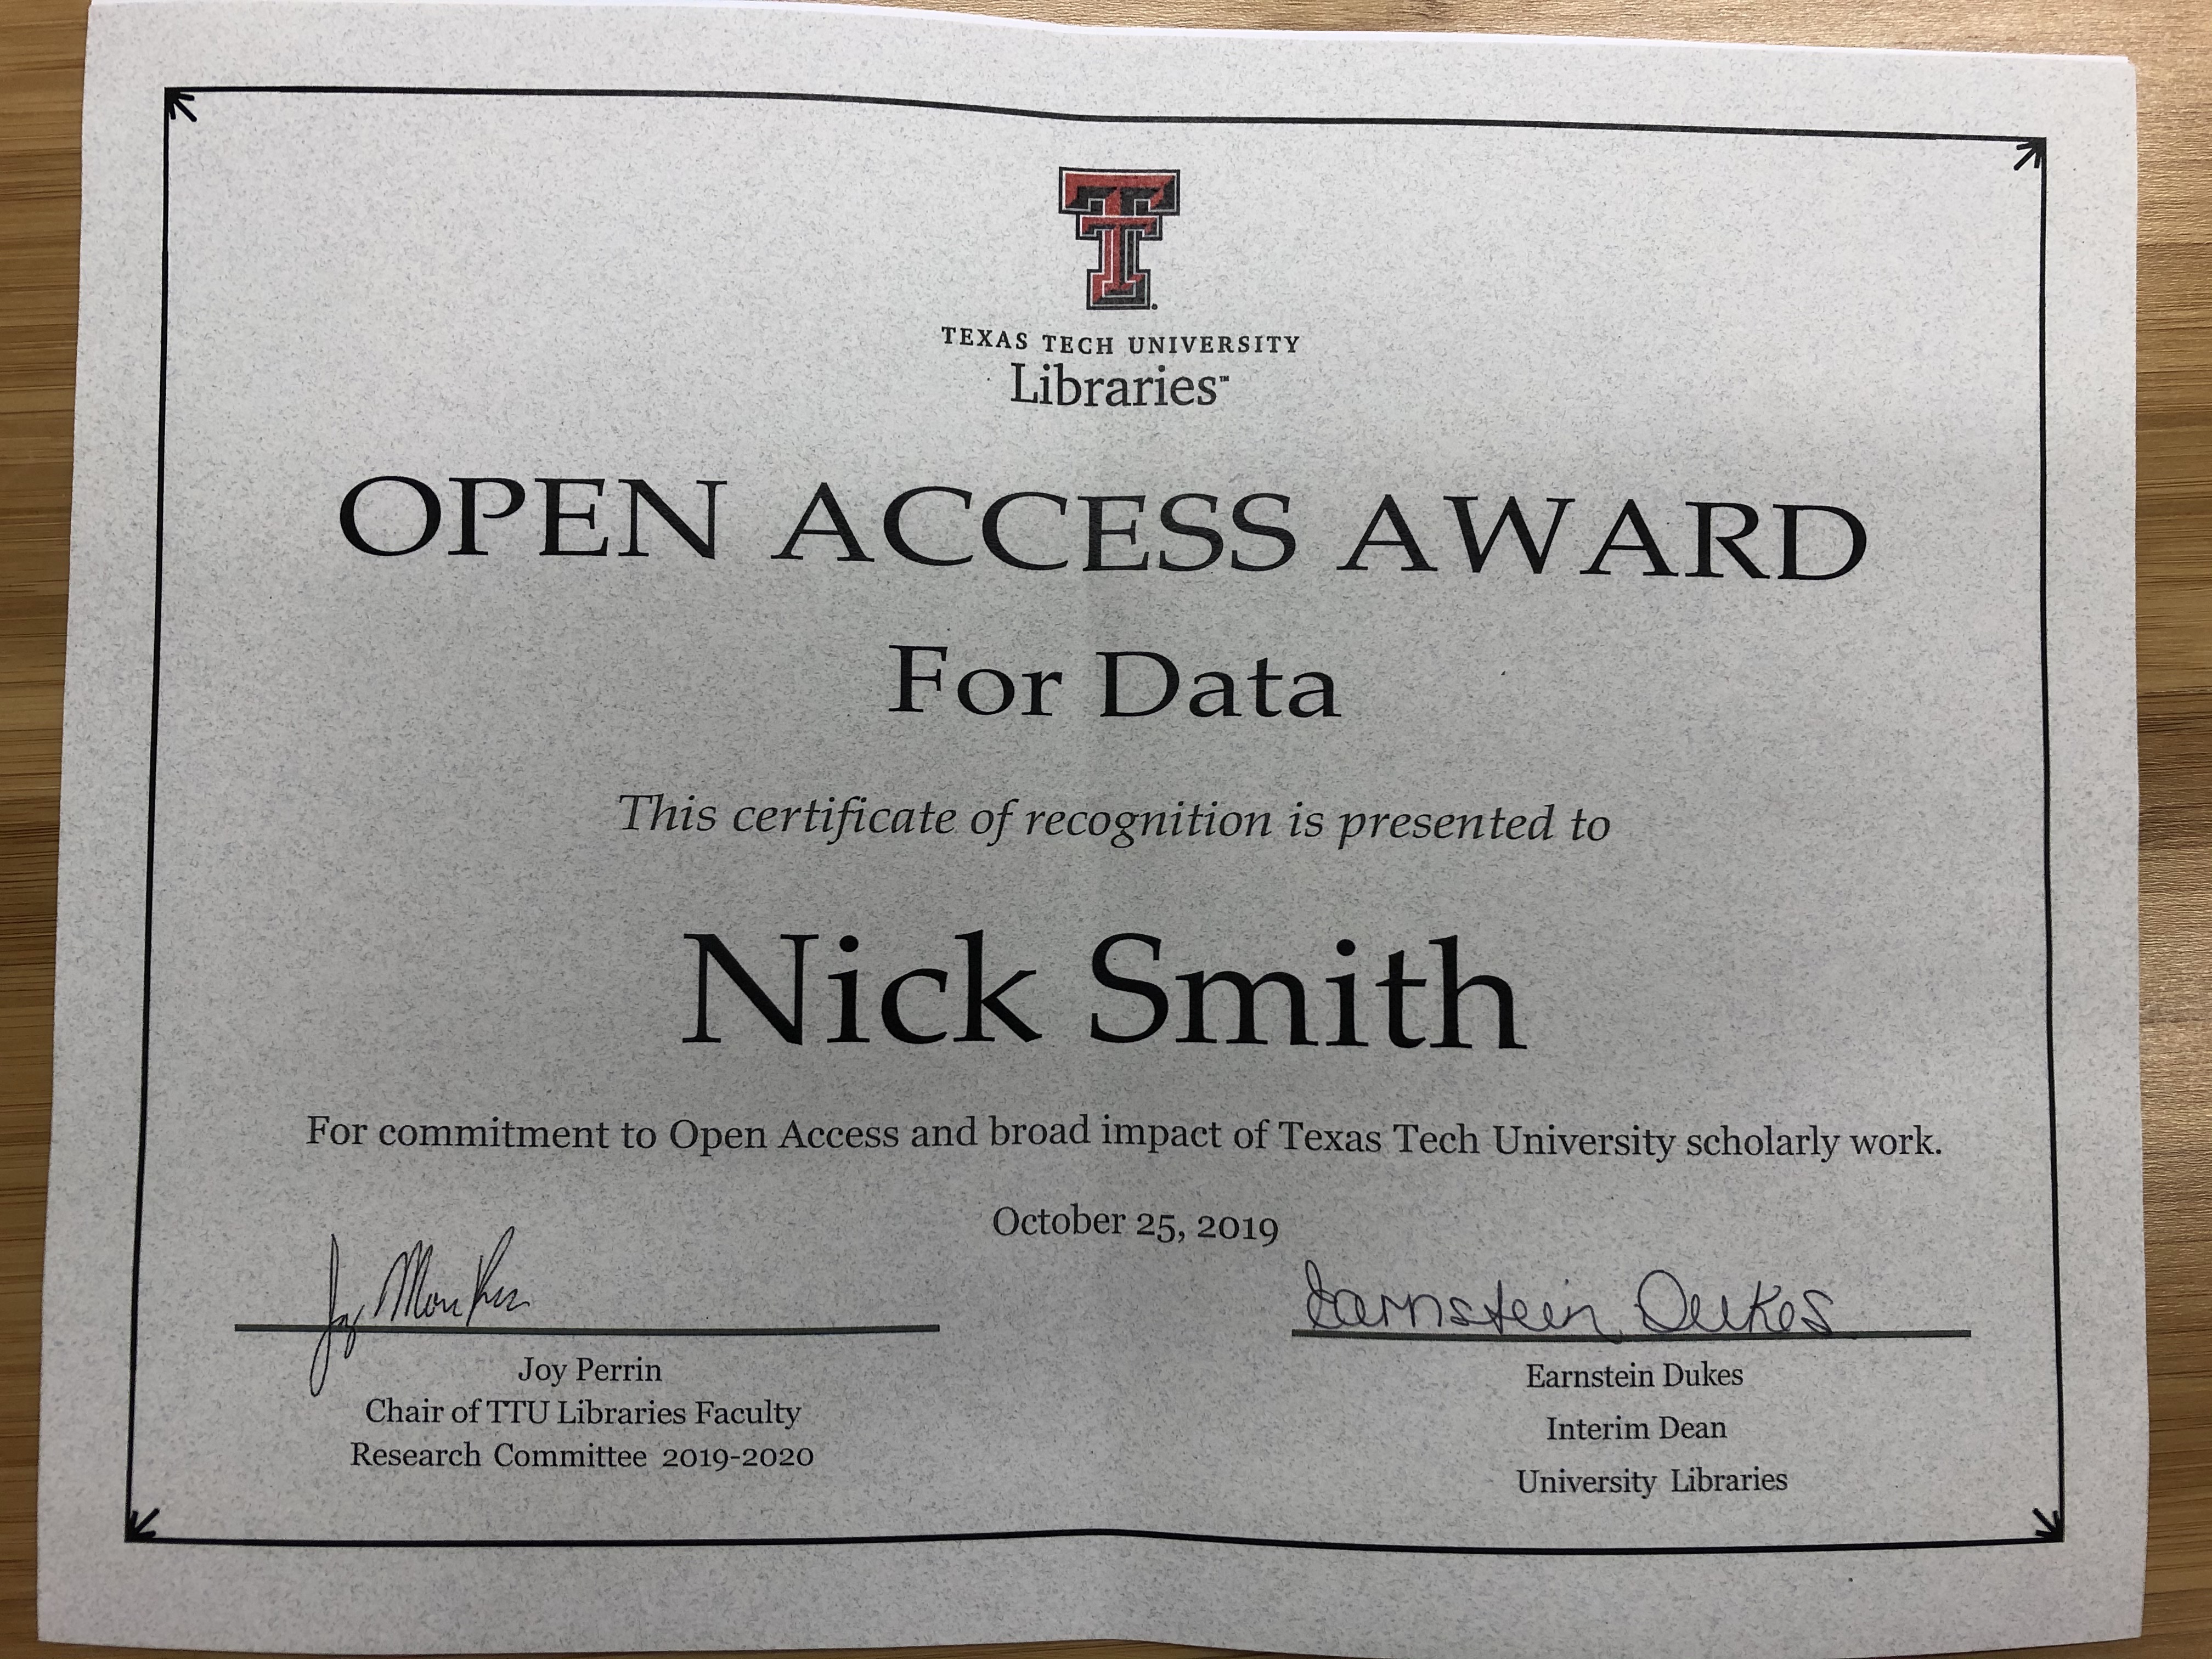 TEXAS TECH UNIVERSITY
Libraries™
OPEN ACCESS AWARD
For Data
This certificate of recognition is presented to
Nick Smith
For commitment to Open Access and broad impact of Texas Tech University scholarly work.
October 25, 2019
Earnstein Dukes
Joy Perrin
Chair of TTU Libraries Faculty
Research Committee 2019-2020
Earnstein Dukes
Interim Dean
University Libraries